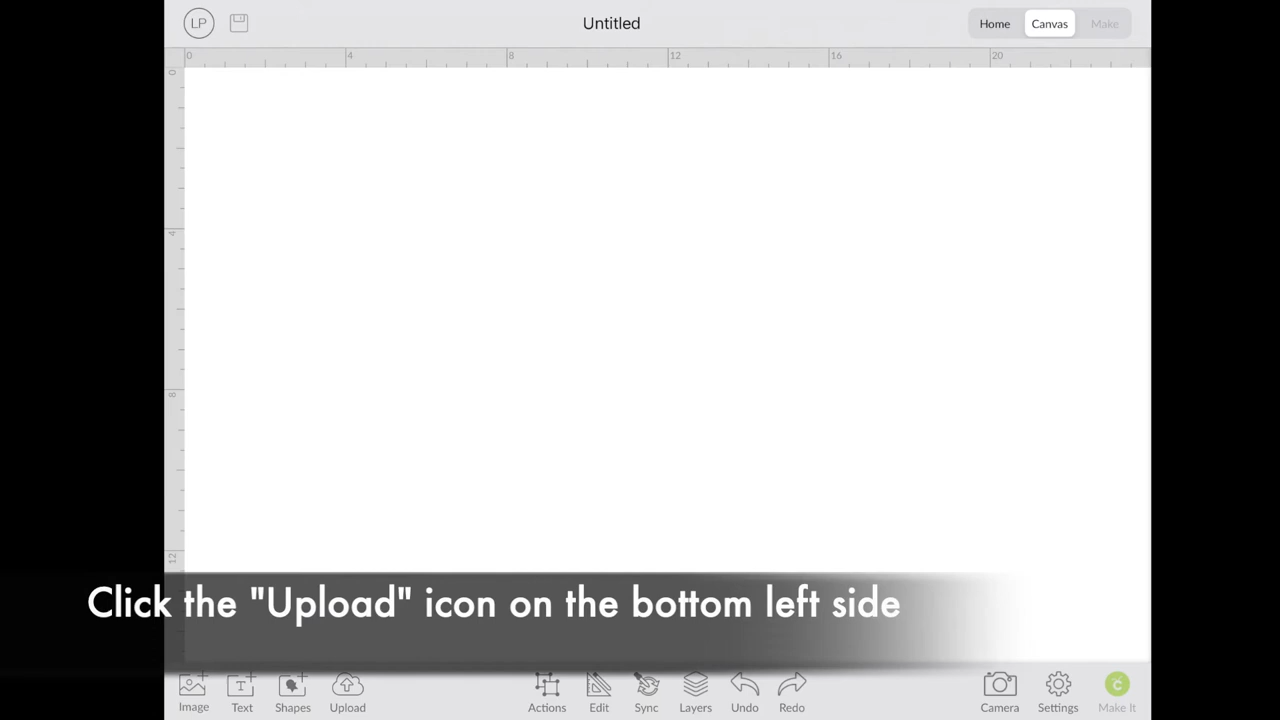 LP Untitled Home Canvas Make
0 4 8 12 16 20
0
4
8
12
Click the "Upload" icon on the bottom left side
Image Text Shapes Upload Actions Edit Sync Layers Undo Redo Camera Settings Make It